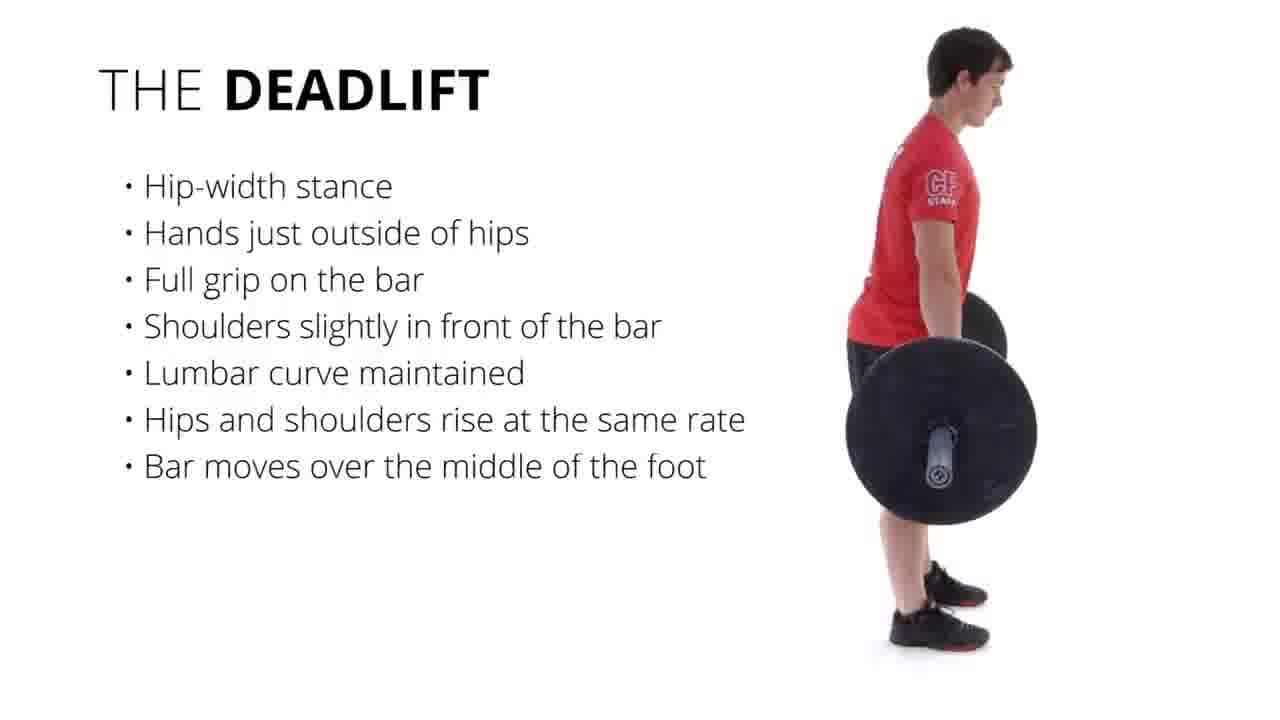 THE DEADLIFT
• Hip-width stance
• Hands just outside of hips
• Full grip on the bar
• Shoulders slightly in front of the bar
• Lumbar curve maintained
• Hips and shoulders rise at the same rate
• Bar moves over the middle of the foot
CF
STAFF